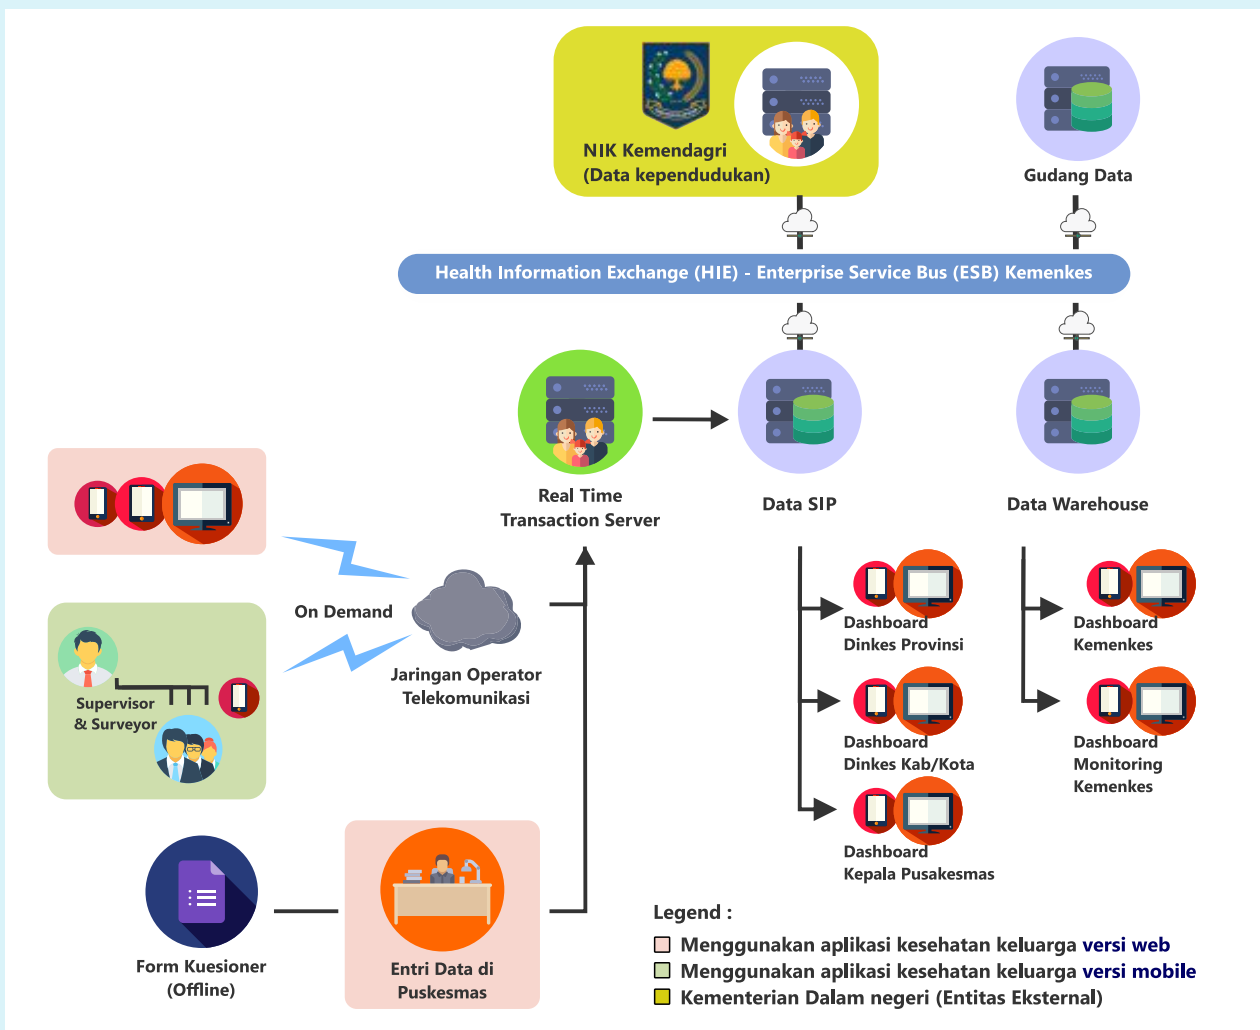 NIK Kemendagri
(Data kependudukan)
Gudang Data
Health Information Exchange (HIE) - Enterprise Service Bus (ESB) Kemenkes
Real Time
Transaction Server
Data SIP
Data Warehouse
On Demand
Jaringan Operator
Telekomunikasi
Supervisor
& Surveyor
Dashboard
Dinkes Provinsi
Dashboard
Kemenkes
Dashboard
Dinkes Kab/Kota
Dashboard
Monitoring
Kemenkes
Dashboard
Kepala Pusakesmas
Form Kuesioner
(Offline)
Entri Data di
Puskesmas
Legend :
Menggunakan aplikasi kesehatan keluarga versi web
Menggunakan aplikasi kesehatan keluarga versi mobile
Kementerian Dalam negeri (Entitas Eksternal)